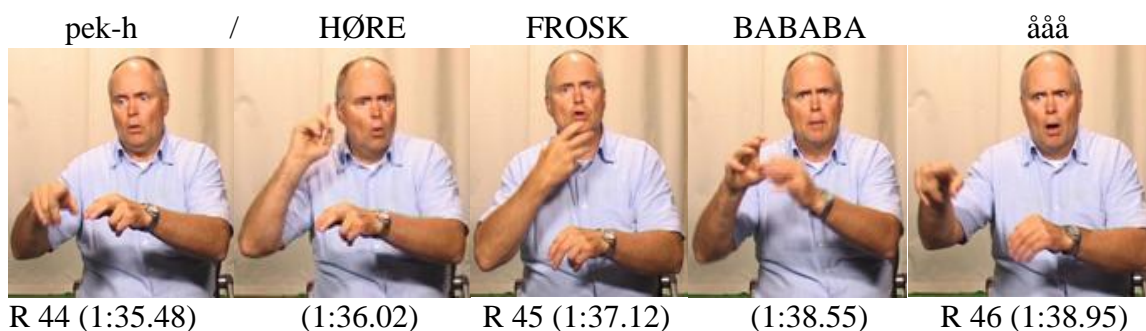 pek-h / HØRE FROSK BABABA ååå
R 44 (1:35.48) (1:36.02) R 45 (1:37.12) (1:38.55) R 46 (1:38.95)